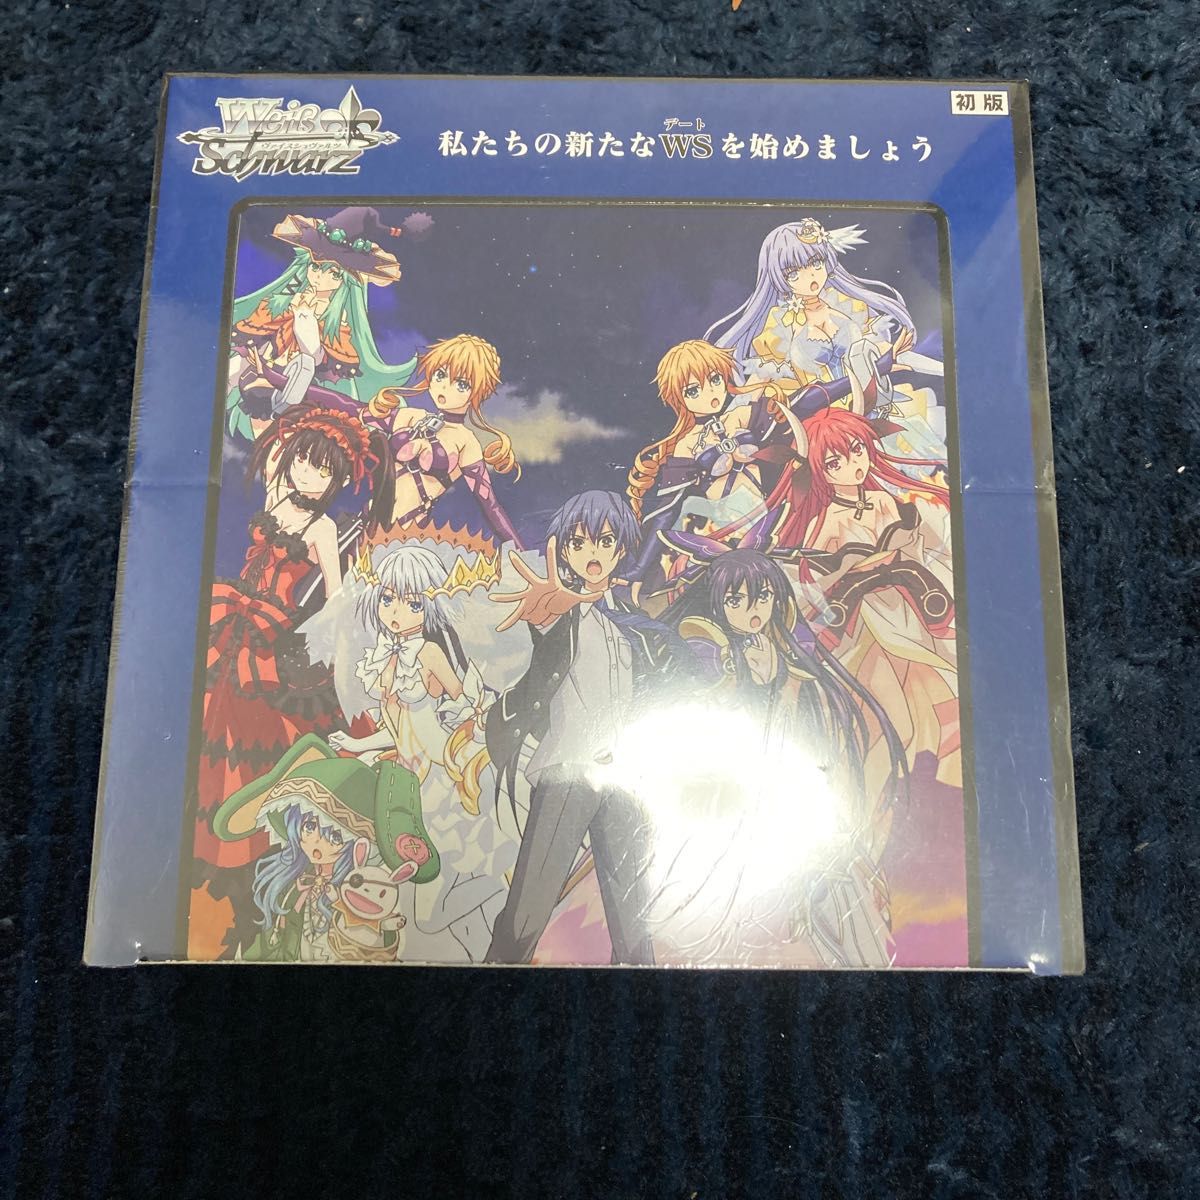 Weiß
ヴァイスシュヴァルツ
Schwarz
初版
デート
私たちの新たなWSを始めましょう